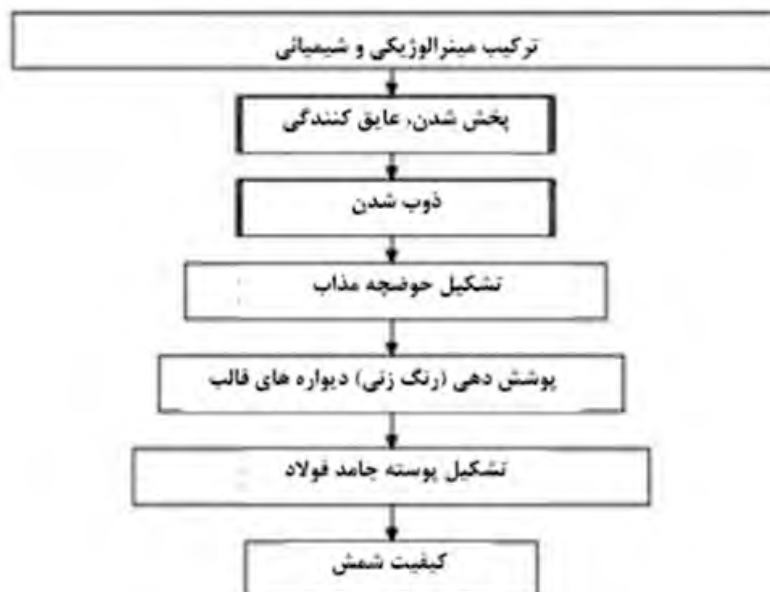 ترکیب مینرالوژیکی و شیمیائی
پخش شدن, عایق کنندگی
ذوب شدن
تشکیل حوضچه مذاب
پوشش دهی (رنگ زنی) دیواره های قالب
تشکیل پوسته جامد فولاد
کیفیت شمش